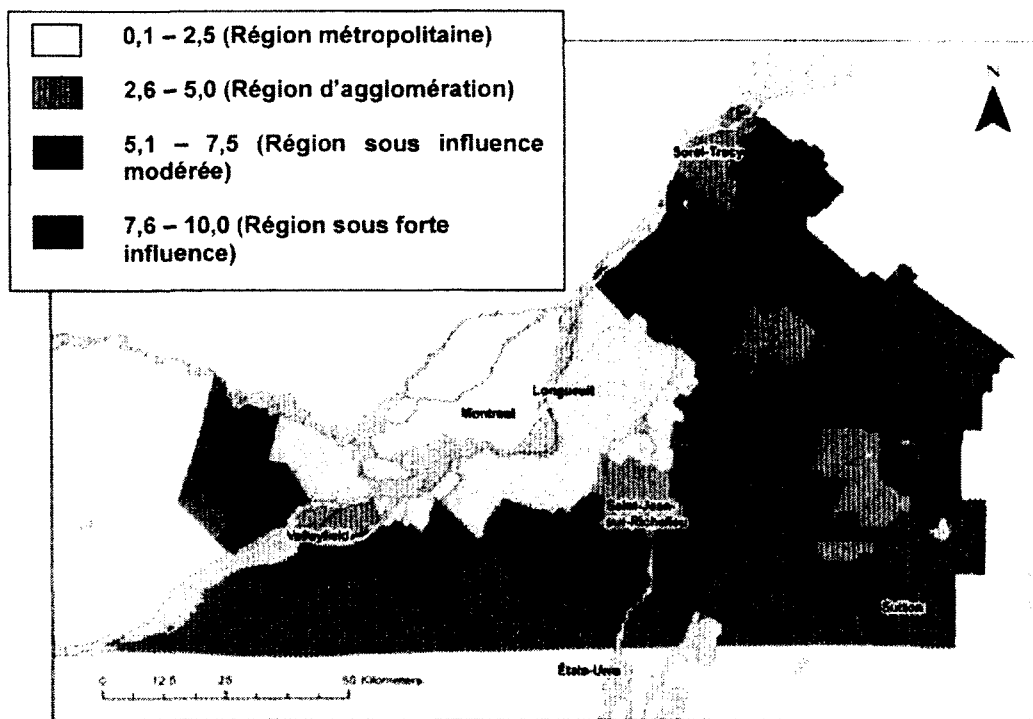 0,1 – 2,5 (Région métropolitaine)
2,6 – 5,0 (Région d'agglomération)
5,1 – 7,5 (Région sous influence
modérée)
7,6 – 10,0 (Région sous forte
influence)
N
Sorel-Tracy
Longueuil
Montreal
Saint-Jean
sur-Richelieu
Valleyfield
Sutton
États-Unis
0 12.5 25 50 Kilometers